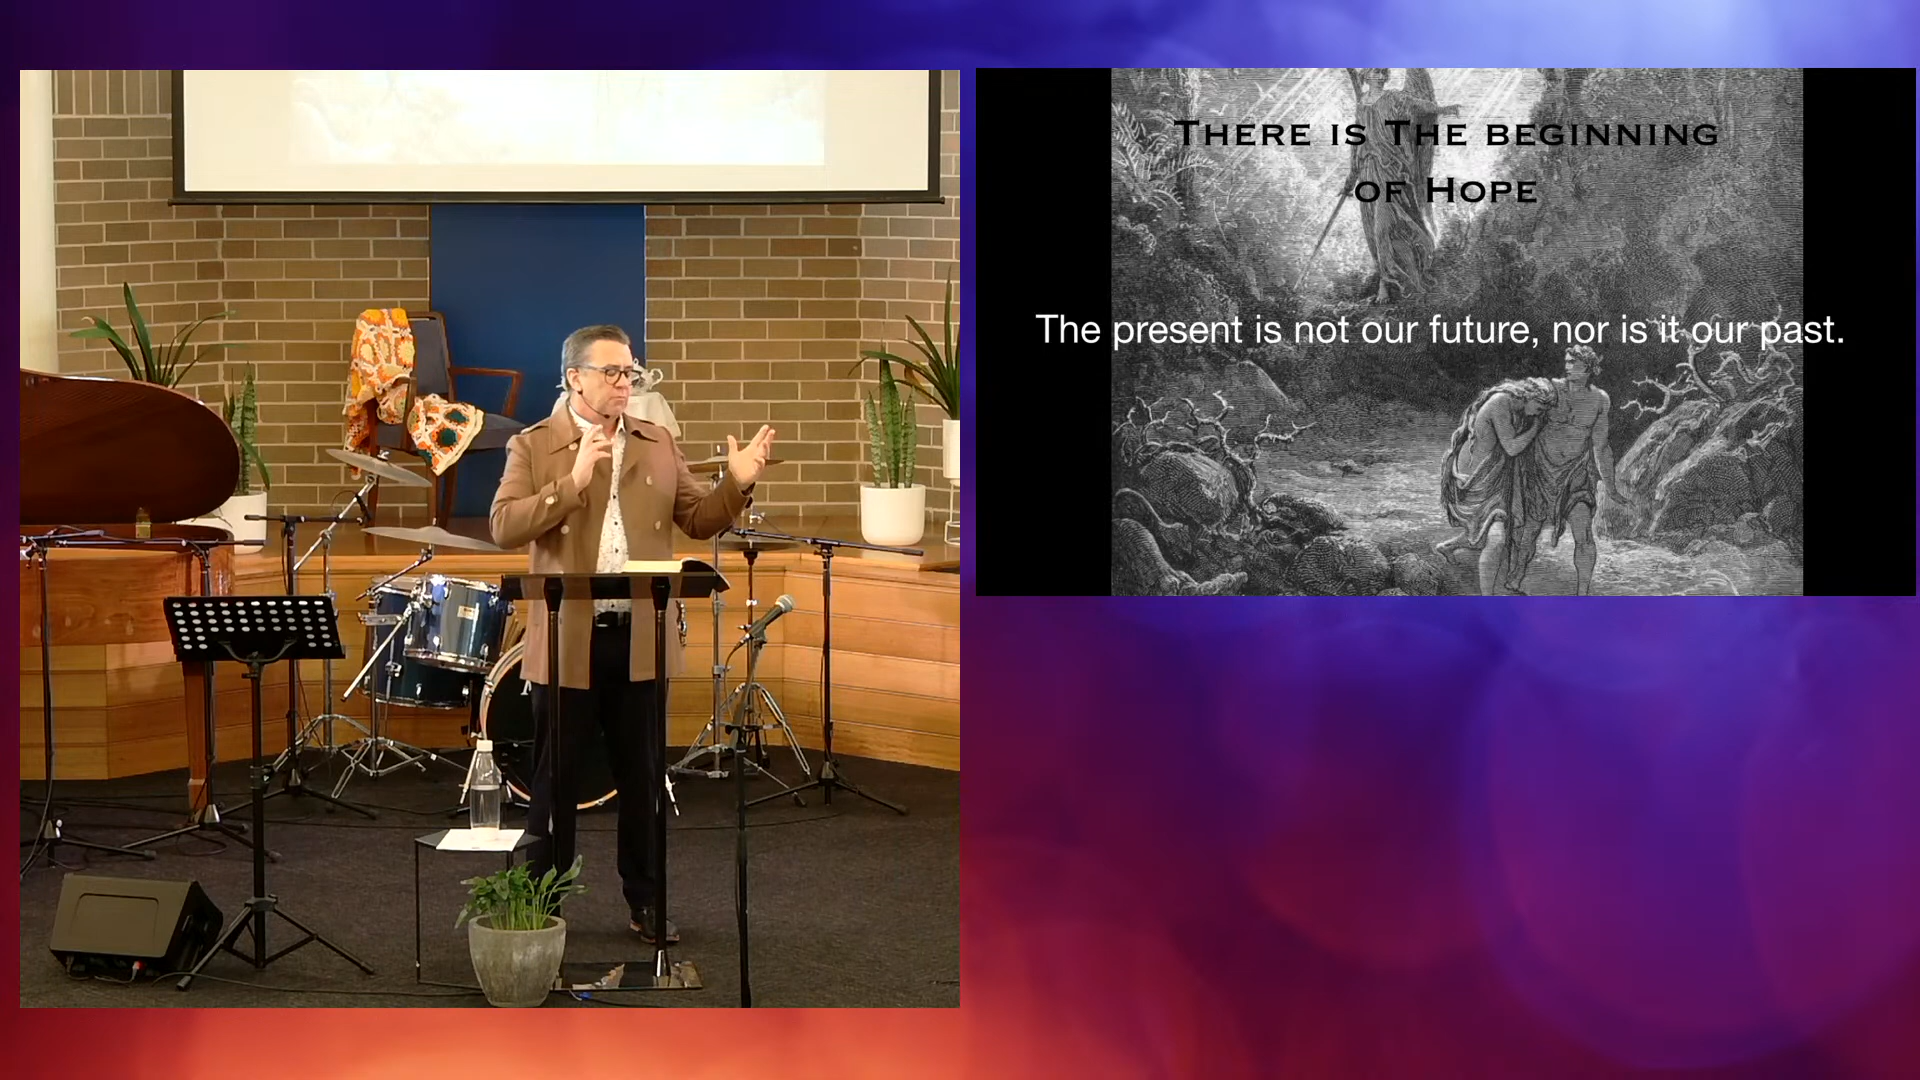 There is The beginning
of Hope
The present is not our future, nor is it our past.